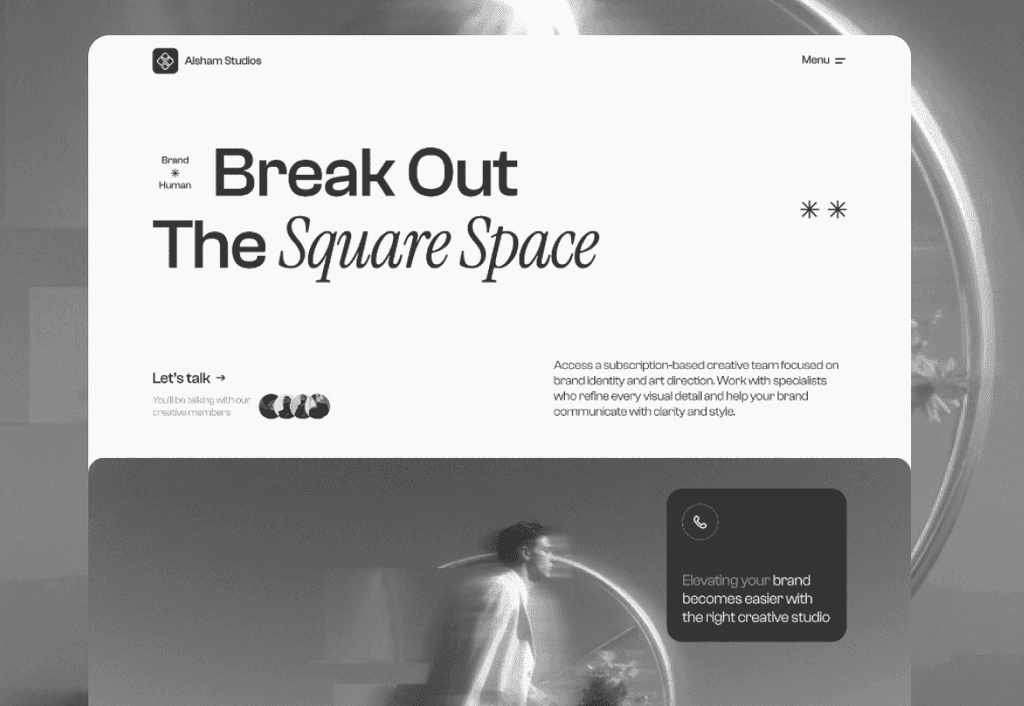 Alsham Studios
Menu
Brand
Human
Break Out
The Square Space
Let's talk →
You'll be talking with our
creative members
Access a subscription-based creative team focused on
brand identity and art direction. Work with specialists
who refine every visual detail and help your brand
communicate with clarity and style.
Elevating your brand
becomes easier with
the right creative studio